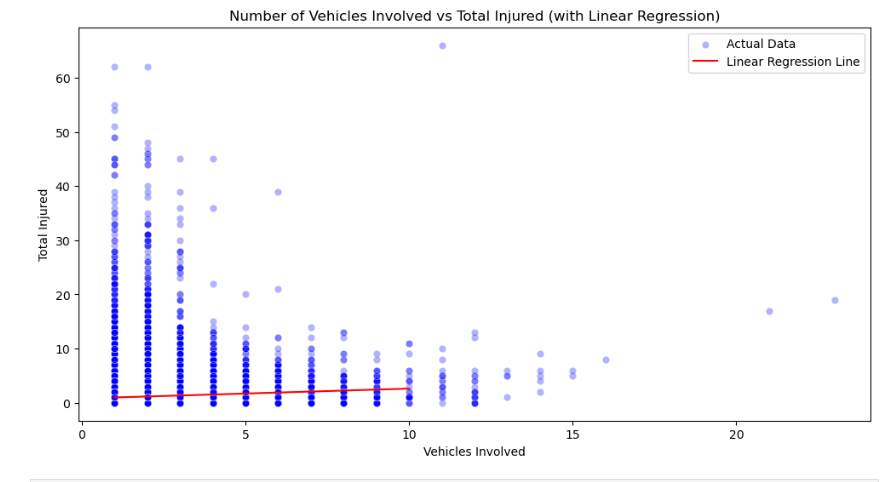 Number of Vehicles Involved vs Total Injured (with Linear Regression)
Actual Data
Linear Regression Line
60
50
40
30
20
10
0
Total Injured
0 5 10 15 20
Vehicles Involved